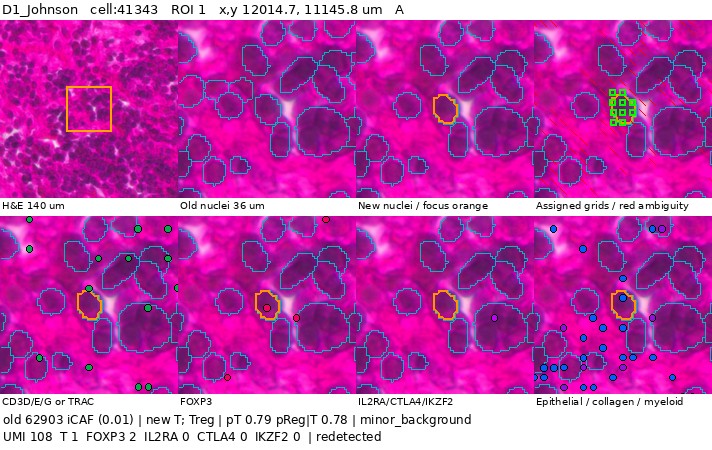 D1_Johnson cell:41343 ROI 1 x,y 12014.7, 11145.8 um A
H&E 140 um
Old nuclei 36 um
New nuclei / focus orange
Assigned grids / red ambiguity
CD3D/E/G or TRAC
FOXP3
IL2RA/CTLA4/IKZF2
Epithelial / collagen / myeloid
old 62903 iCAF (0.01) | new T; Treg | pT 0.79 pReg|T 0.78 | minor_background
UMI 108 T 1 FOXP3 2 IL2RA 0 CTLA4 0 IKZF2 0 | redetected